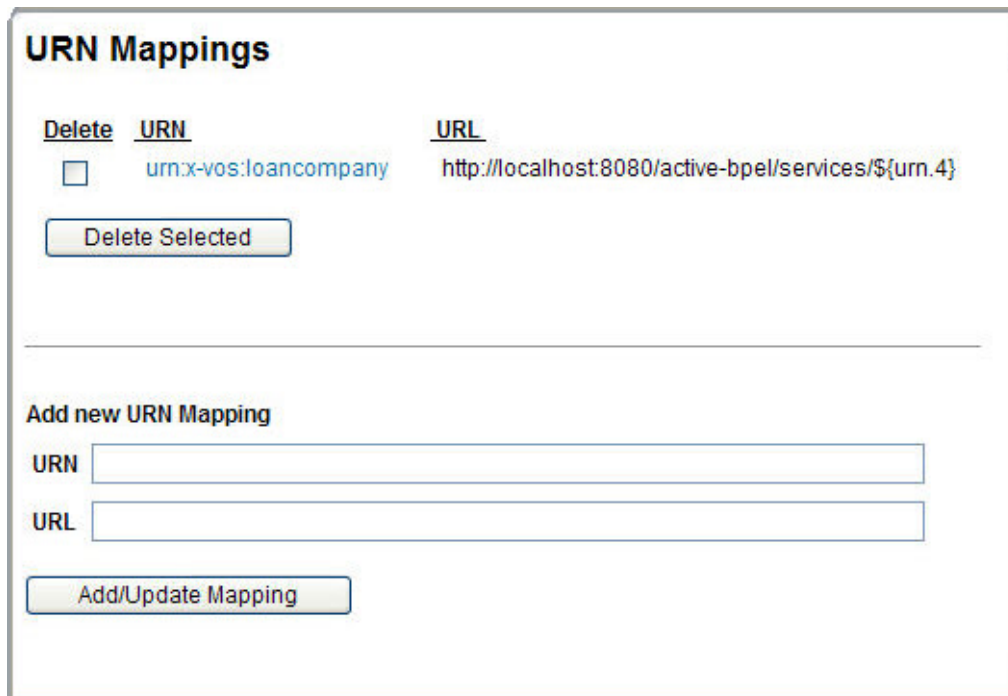 URN Mappings
Delete URN URL
urn:x-vos:loancompany http://localhost:8080/active-bpel/services/${urn.4}
Delete Selected
Add new URN Mapping
URN
URL
Add/Update Mapping